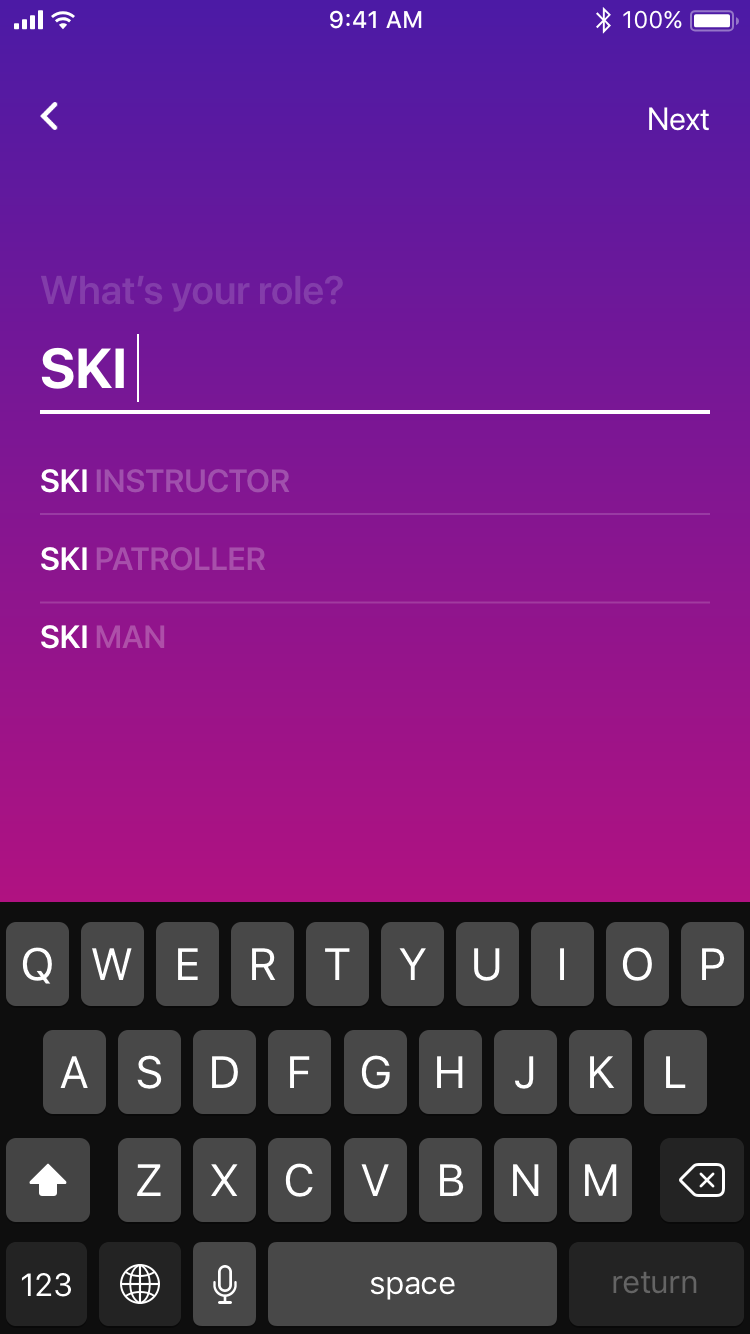 9:41 AM 100%
Next
What’s your role?
SKI
SKI INSTRUCTOR
SKI PATROLLER
SKI MAN
Q W E R T Y U I O P
A S D F G H J K L
Z X C V B N M
123 space return